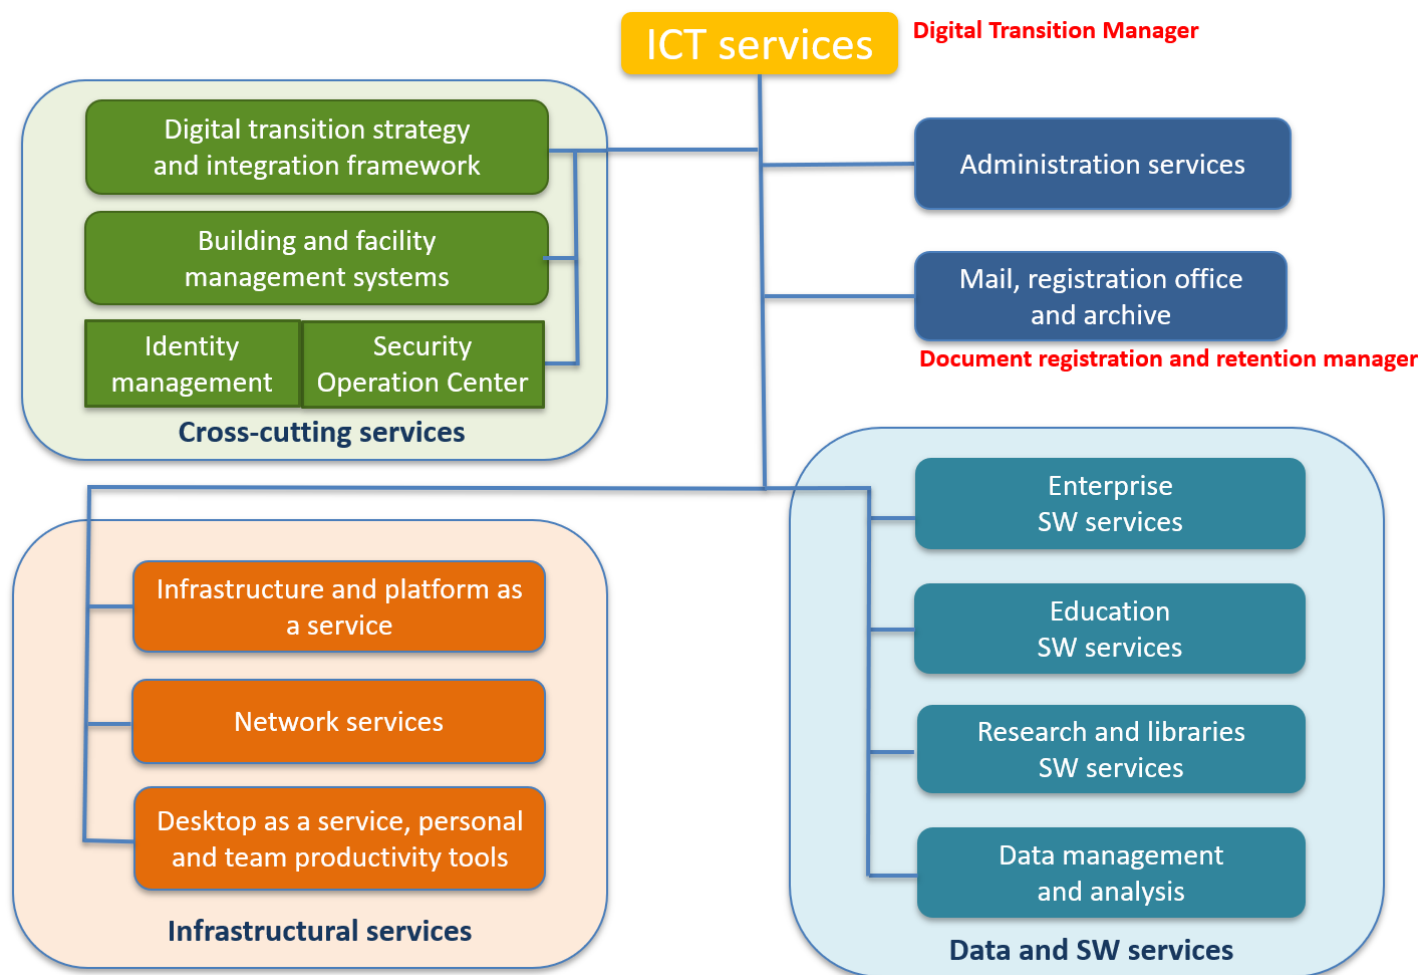 ICT services
Digital Transition Manager
Digital transition strategy
and integration framework
Building and facility
management systems
Identity
management
Security
Operation Center
Cross-cutting services
Administration services
Mail, registration office
and archive
Document registration and retention manager
Infrastructure and platform as
a service
Network services
Desktop as a service, personal
and team productivity tools
Infrastructural services
Enterprise
SW services
Education
SW services
Research and libraries
SW services
Data management
and analysis
Data and SW services